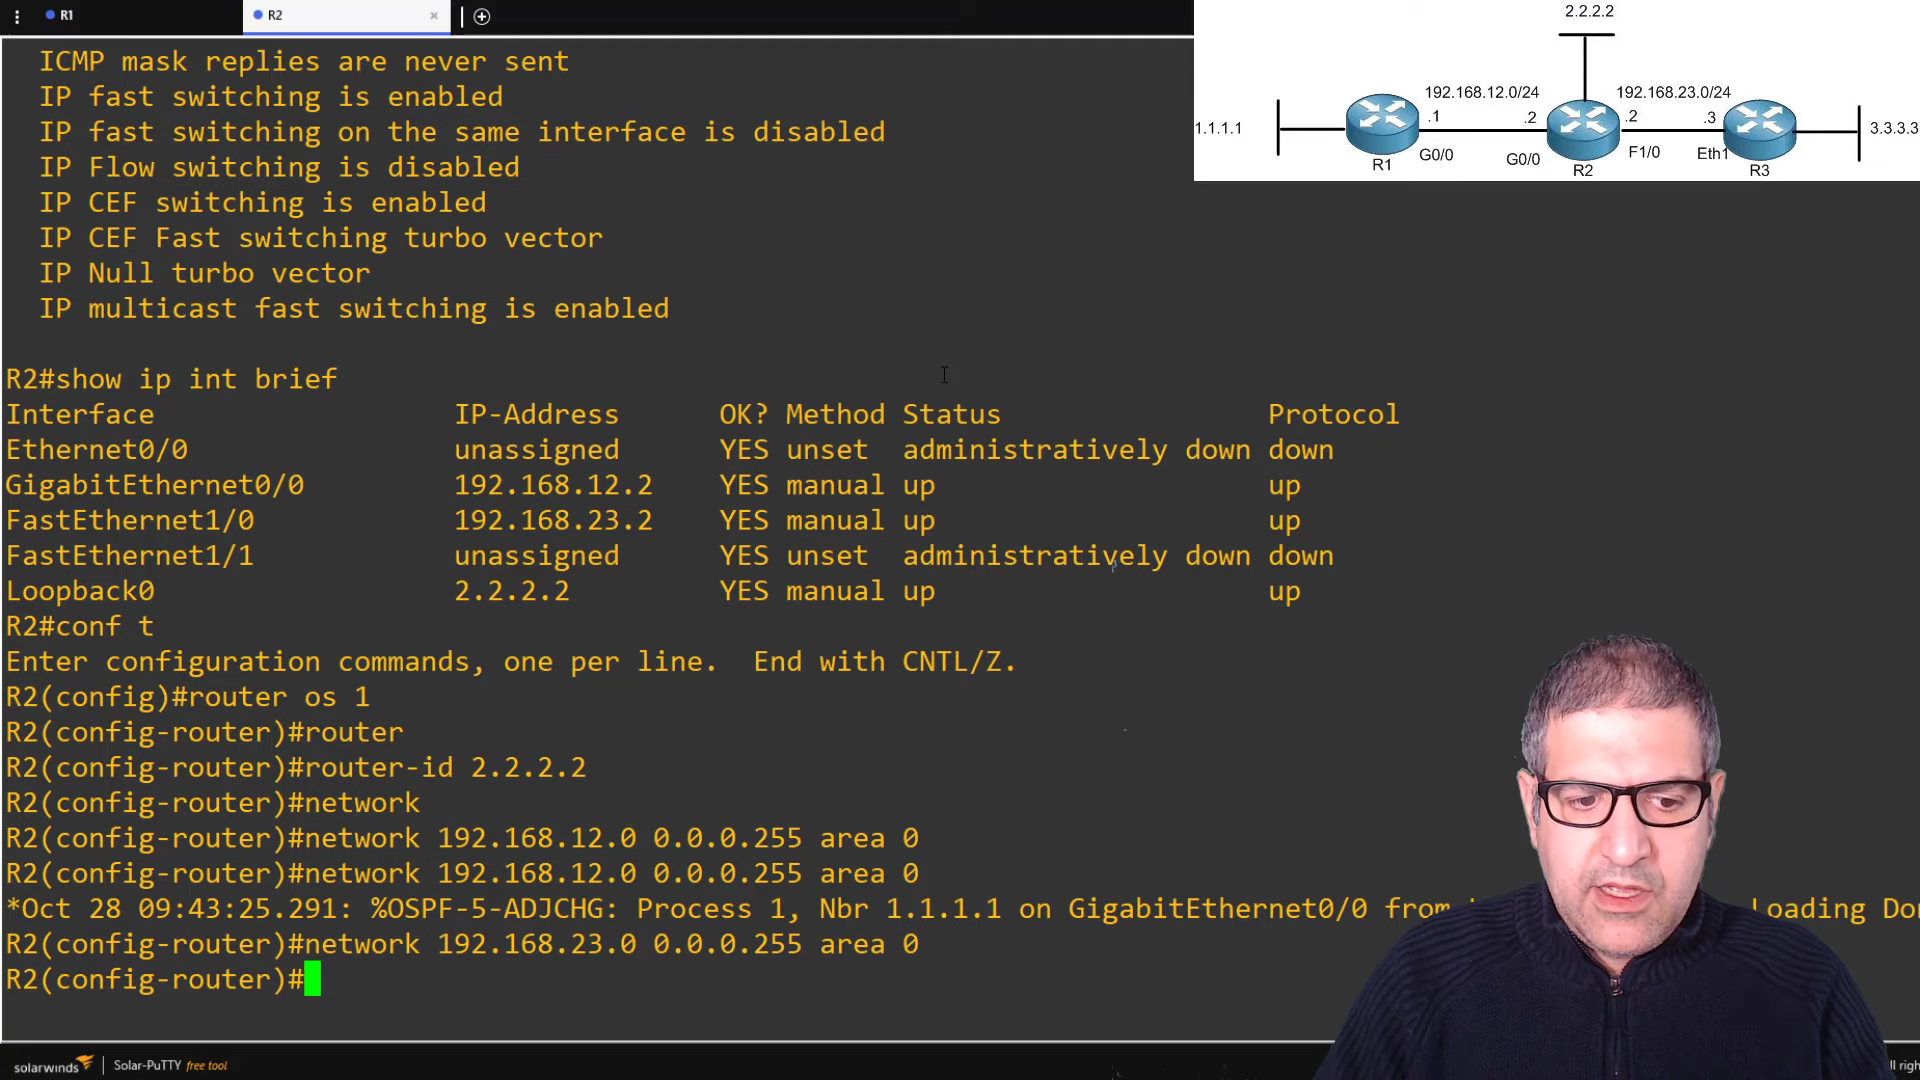 R1
R2
ICMP mask replies are never sent
IP fast switching is enabled
IP fast switching on the same interface is disabled
IP Flow switching is disabled
IP CEF switching is enabled
IP CEF Fast switching turbo vector
IP Null turbo vector
IP multicast fast switching is enabled
R2#show ip int brief
Interface IP-Address OK? Method Status Protocol
Ethernet0/0 unassigned YES unset administratively down down
GigabitEthernet0/0 192.168.12.2 YES manual up up
FastEthernet1/0 192.168.23.2 YES manual up up
FastEthernet1/1 unassigned YES unset administratively down down
Loopback0 2.2.2.2 YES manual up up
R2#conf t
Enter configuration commands, one per line. End with CNTL/Z.
R2(config)#router os 1
R2(config-router)#router
R2(config-router)#router-id 2.2.2.2
R2(config-router)#network
R2(config-router)#network 192.168.12.0 0.0.0.255 area 0
R2(config-router)#network 192.168.12.0 0.0.0.255 area 0
*Oct 28 09:43:25.291: %OSPF-5-ADJCHG: Process 1, Nbr 1.1.1.1 on GigabitEthernet0/0 from Loading Do
R2(config-router)#network 192.168.23.0 0.0.0.255 area 0
R2(config-router)#
2.2.2.2
192.168.12.0/24 192.168.23.0/24
.1 .2 .2 .3
1.1.1.1 3.3.3.3
G0/0 G0/0 F1/0 Eth1
R1 R2 R3
solarwinds Solar-PuTTY free tool